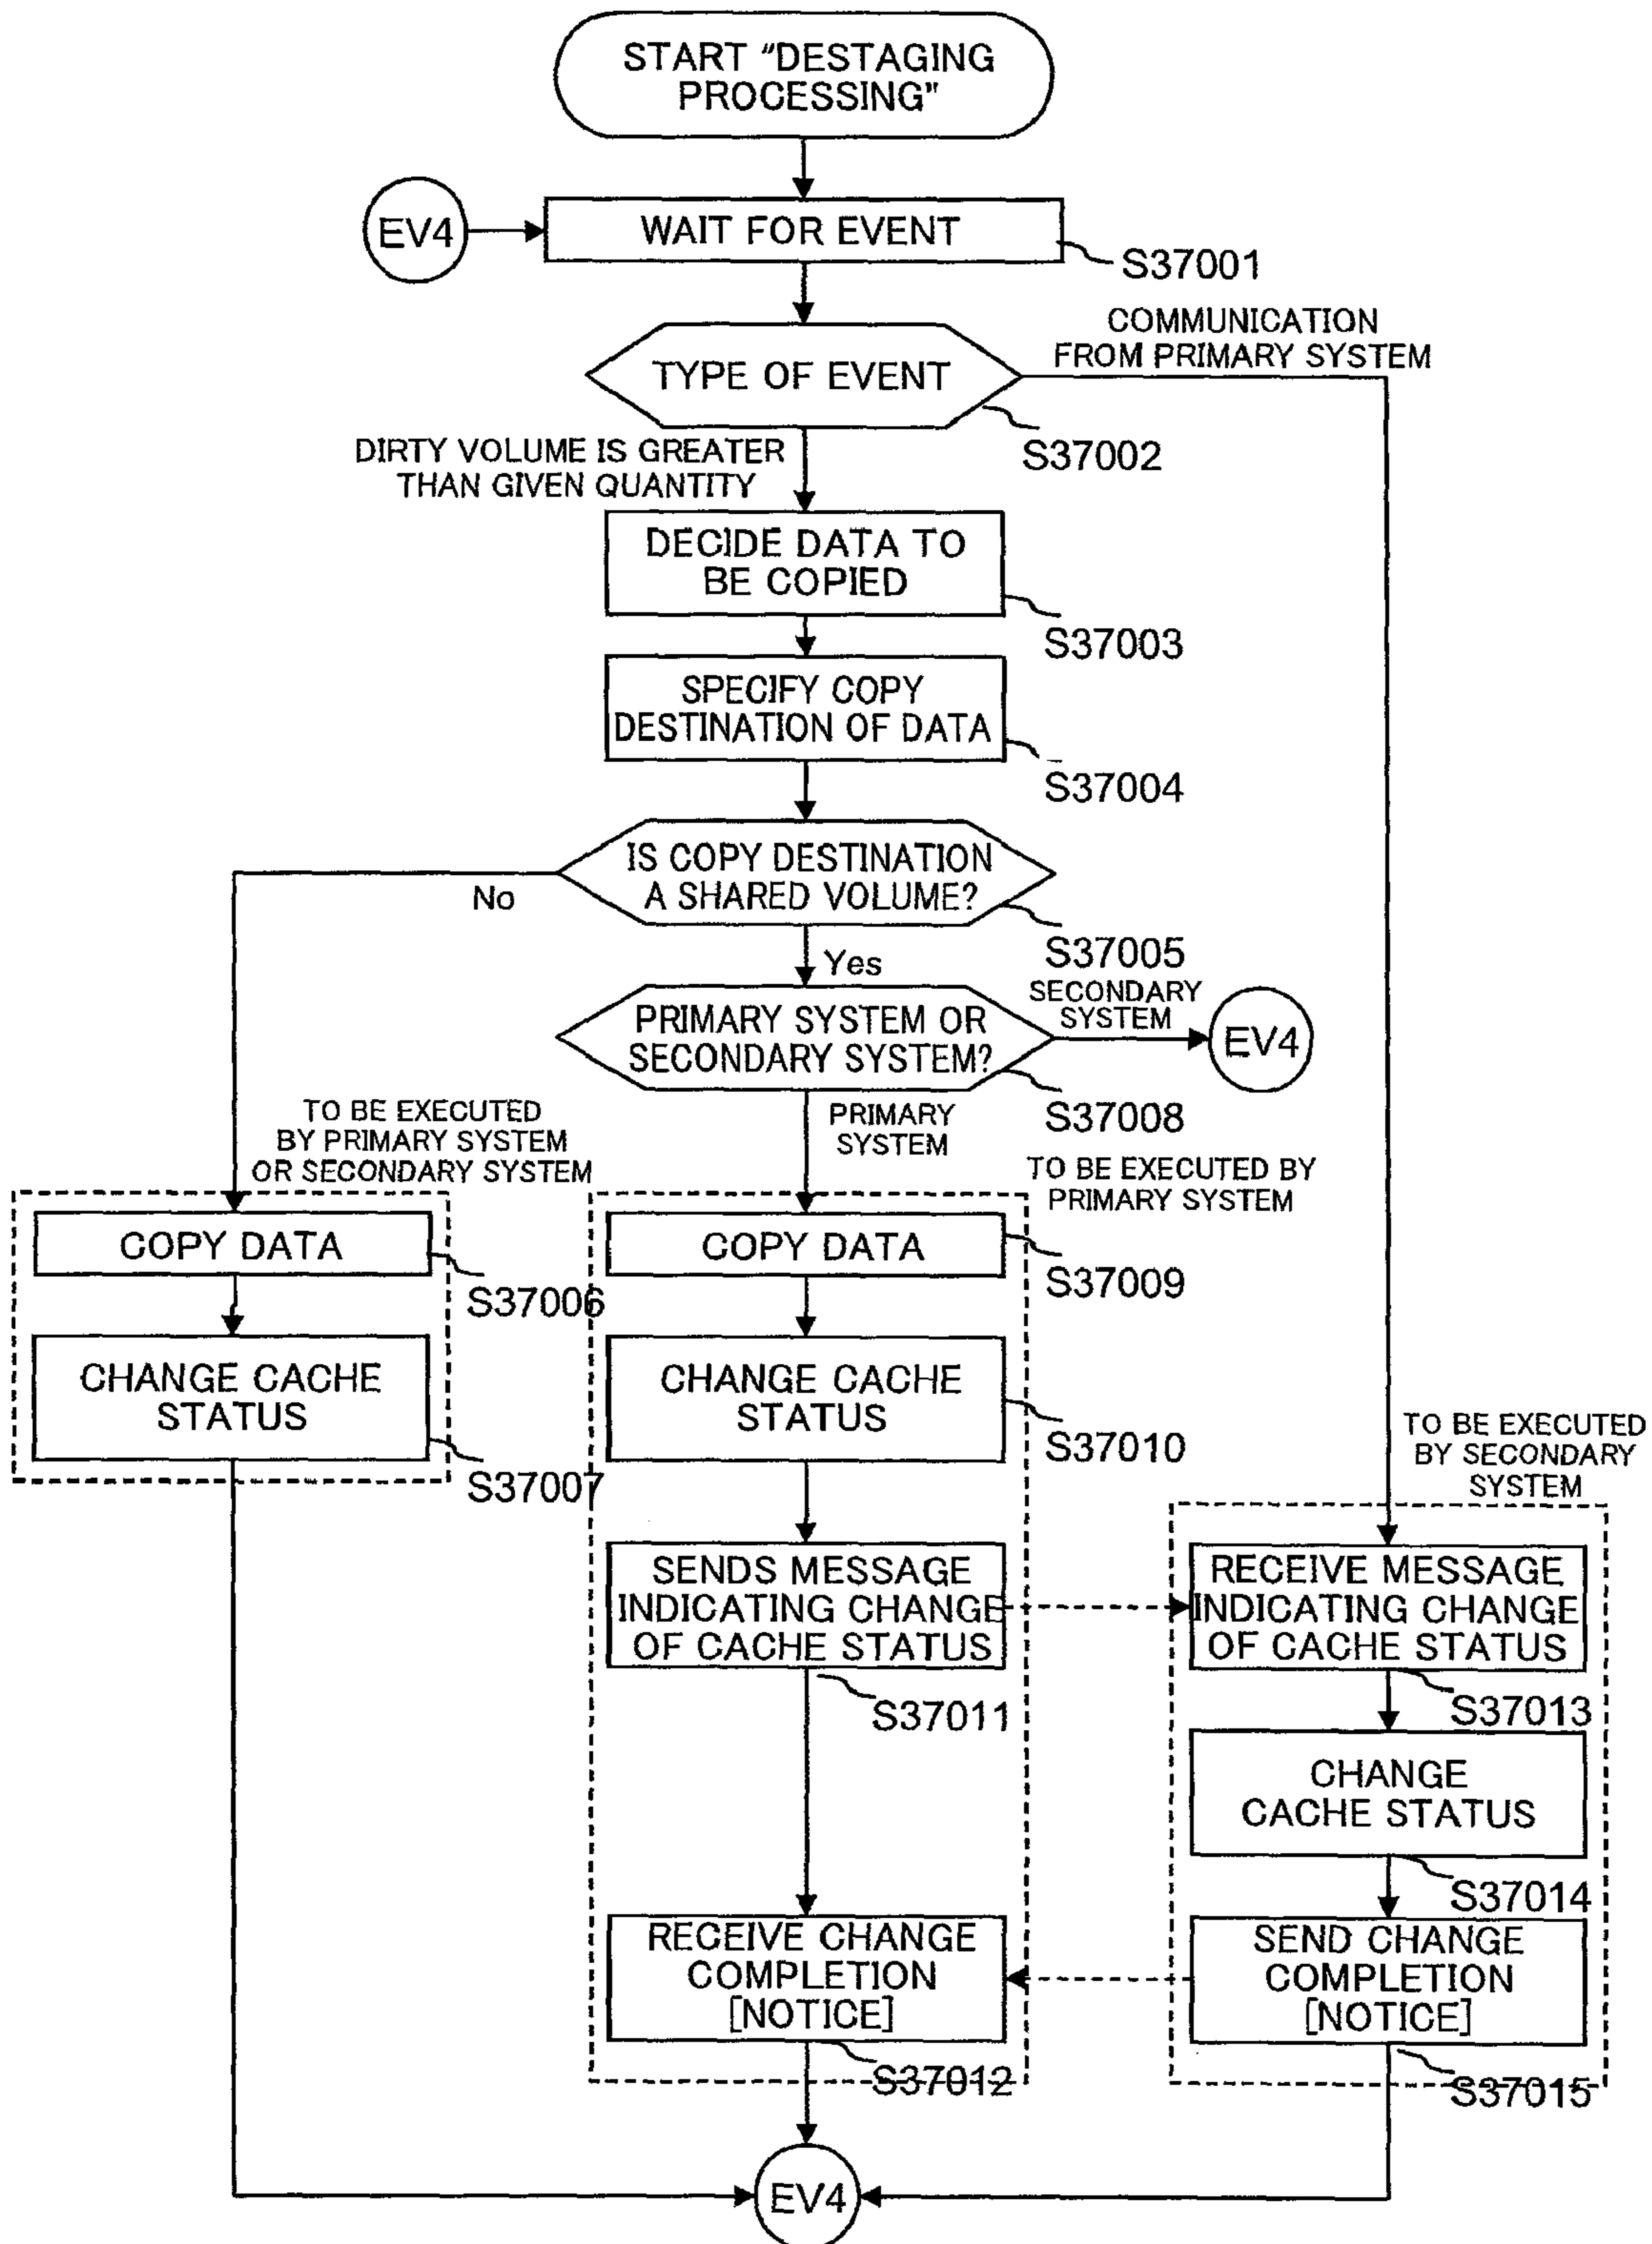 START "DESTAGING
PROCESSING"
EV4
WAIT FOR EVENT
S37001
COMMUNICATION
FROM PRIMARY SYSTEM
TYPE OF EVENT
S37002
DIRTY VOLUME IS GREATER
THAN GIVEN QUANTITY
DECIDE DATA TO
BE COPIED
S37003
SPECIFY COPY
DESTINATION OF DATA
S37004
IS COPY DESTINATION
A SHARED VOLUME?
No
S37005
Yes
SECONDARY
SYSTEM
PRIMARY SYSTEM OR
SECONDARY SYSTEM?
EV4
S37008
TO BE EXECUTED
BY PRIMARY SYSTEM
OR SECONDARY SYSTEM
PRIMARY
SYSTEM
TO BE EXECUTED BY
PRIMARY SYSTEM
COPY DATA
S37006
COPY DATA
S37009
CHANGE CACHE
STATUS
S37007
CHANGE CACHE
STATUS
S37010
TO BE EXECUTED
BY SECONDARY
SYSTEM
SENDS MESSAGE
INDICATING CHANGE
OF CACHE STATUS
S37011
RECEIVE MESSAGE
INDICATING CHANGE
OF CACHE STATUS
S37013
CHANGE
CACHE STATUS
S37014
RECEIVE CHANGE
COMPLETION
[NOTICE]
S37012
SEND CHANGE
COMPLETION
[NOTICE]
S37015
EV4